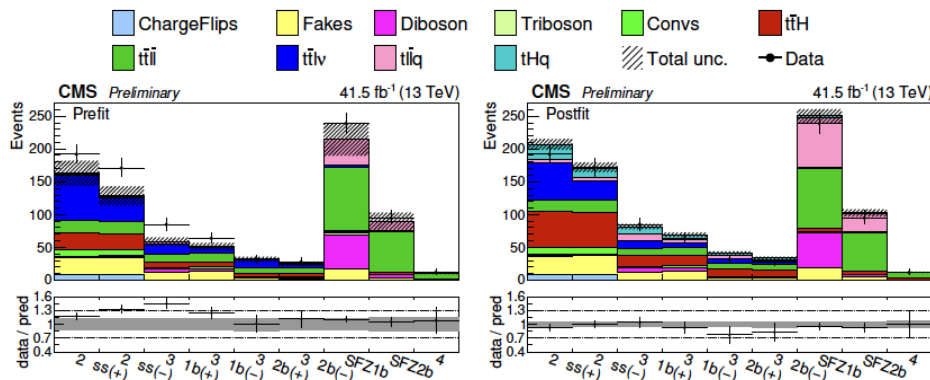 ChargeFlips Fakes Diboson Triboson Convs tt̄H
tt̄ll tt̄lν tl̄lq tHq Total unc. Data
CMS Preliminary 41.5 fb⁻¹ (13 TeV)
Prefit
Events
250
200
150
100
50
0
data / pred
1.6
1.3
1
0.7
0.4
2 2 3 3 3 3 SFZ1b SFZ2b 4
ss(+) ss(−) 1b(+) 1b(−) 2b(+) 2b(−)
CMS Preliminary 41.5 fb⁻¹ (13 TeV)
Postfit
Events
250
200
150
100
50
0
data / pred
1.6
1.3
1
0.7
0.4
2 2 3 3 3 3 SFZ1b SFZ2b 4
ss(+) ss(−) 1b(+) 1b(−) 2b(+) 2b(−)